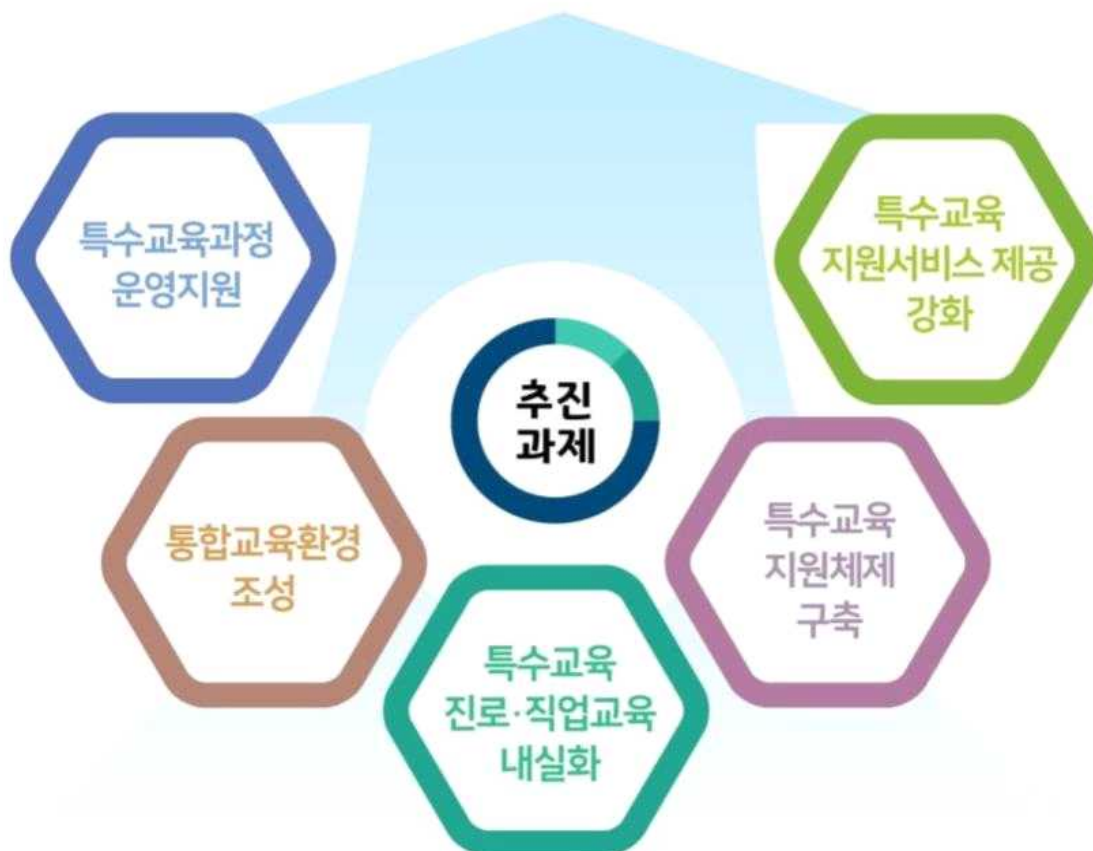 특수교육과정
운영지원
특수교육
지원서비스 제공
강화
추진
과제
통합교육환경
조성
특수교육
지원체제
구축
특수교육
진로·직업교육
내실화